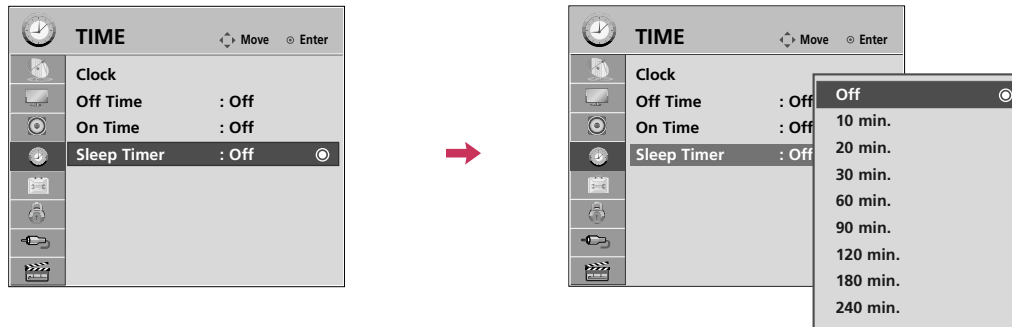 TIME Move Enter
Clock
Off Time : Off
On Time : Off
Sleep Timer : Off
TIME Move Enter
Clock
Off Time : Off
On Time : Off
Sleep Timer : Off
Off
10 min.
20 min.
30 min.
60 min.
90 min.
120 min.
180 min.
240 min.